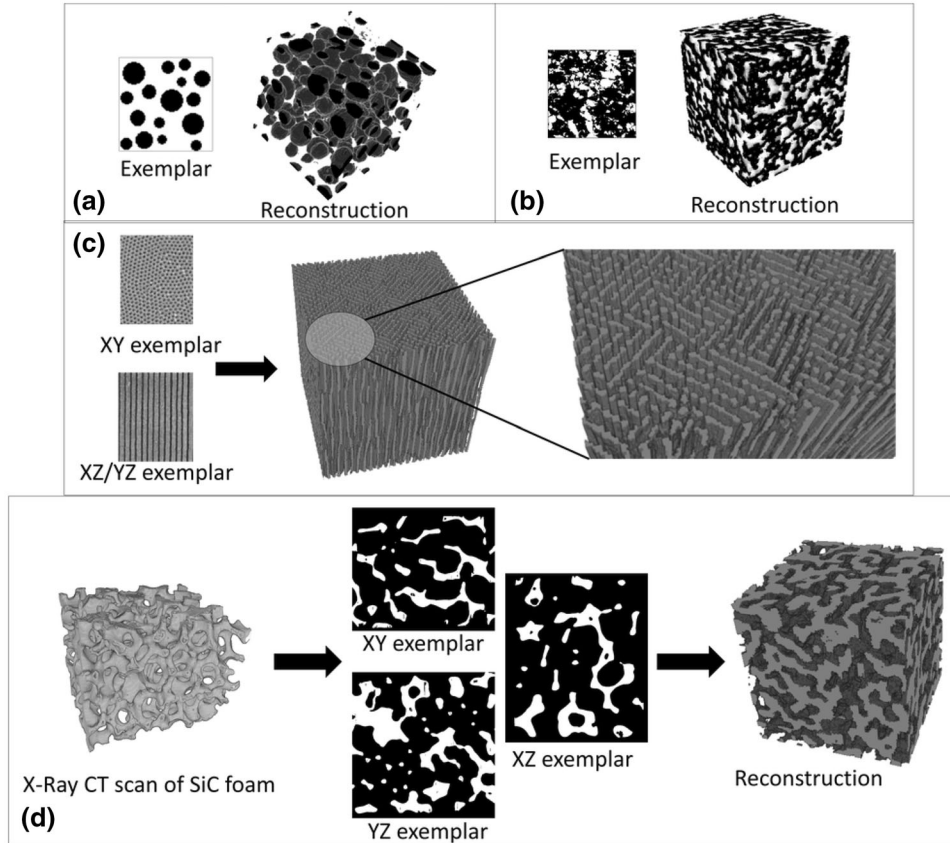 Exemplar
(a)
Reconstruction
Exemplar
(b)
Reconstruction
(c)
XY exemplar
XZ/YZ exemplar
X-Ray CT scan of SiC foam
(d)
XY exemplar
YZ exemplar
XZ exemplar
Reconstruction